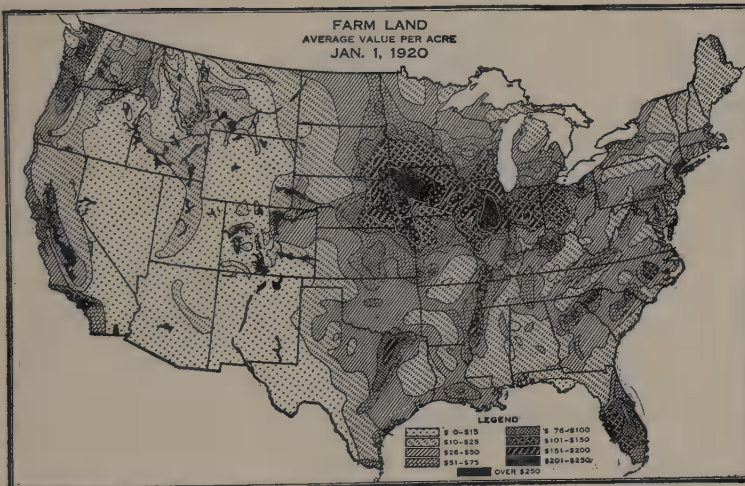 FARM LAND
AVERAGE VALUE PER ACRE
JAN. 1, 1920
LEGEND
$ 0-$15
$10-$25
$26-$50
$51-$75
$ 76-$100
$101-$150
$151-$200
$201-$250
OVER $250